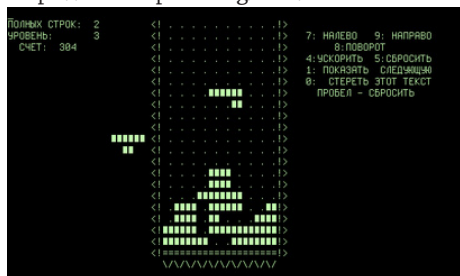 ПОЛНЫХ СТРОК: 2
УРОВЕНЬ: 3
СЧЕТ: 304
7: НАЛЕВО 9: НАПРАВО
8:ПОВОРОТ
4:УСКОРИТЬ 5:СБРОСИТЬ
1: ПОКАЗАТЬ СЛЕДУЮЩУЮ
0: СТЕРЕТЬ ЭТОТ ТЕКСТ
ПРОБЕЛ - СБРОСИТЬ